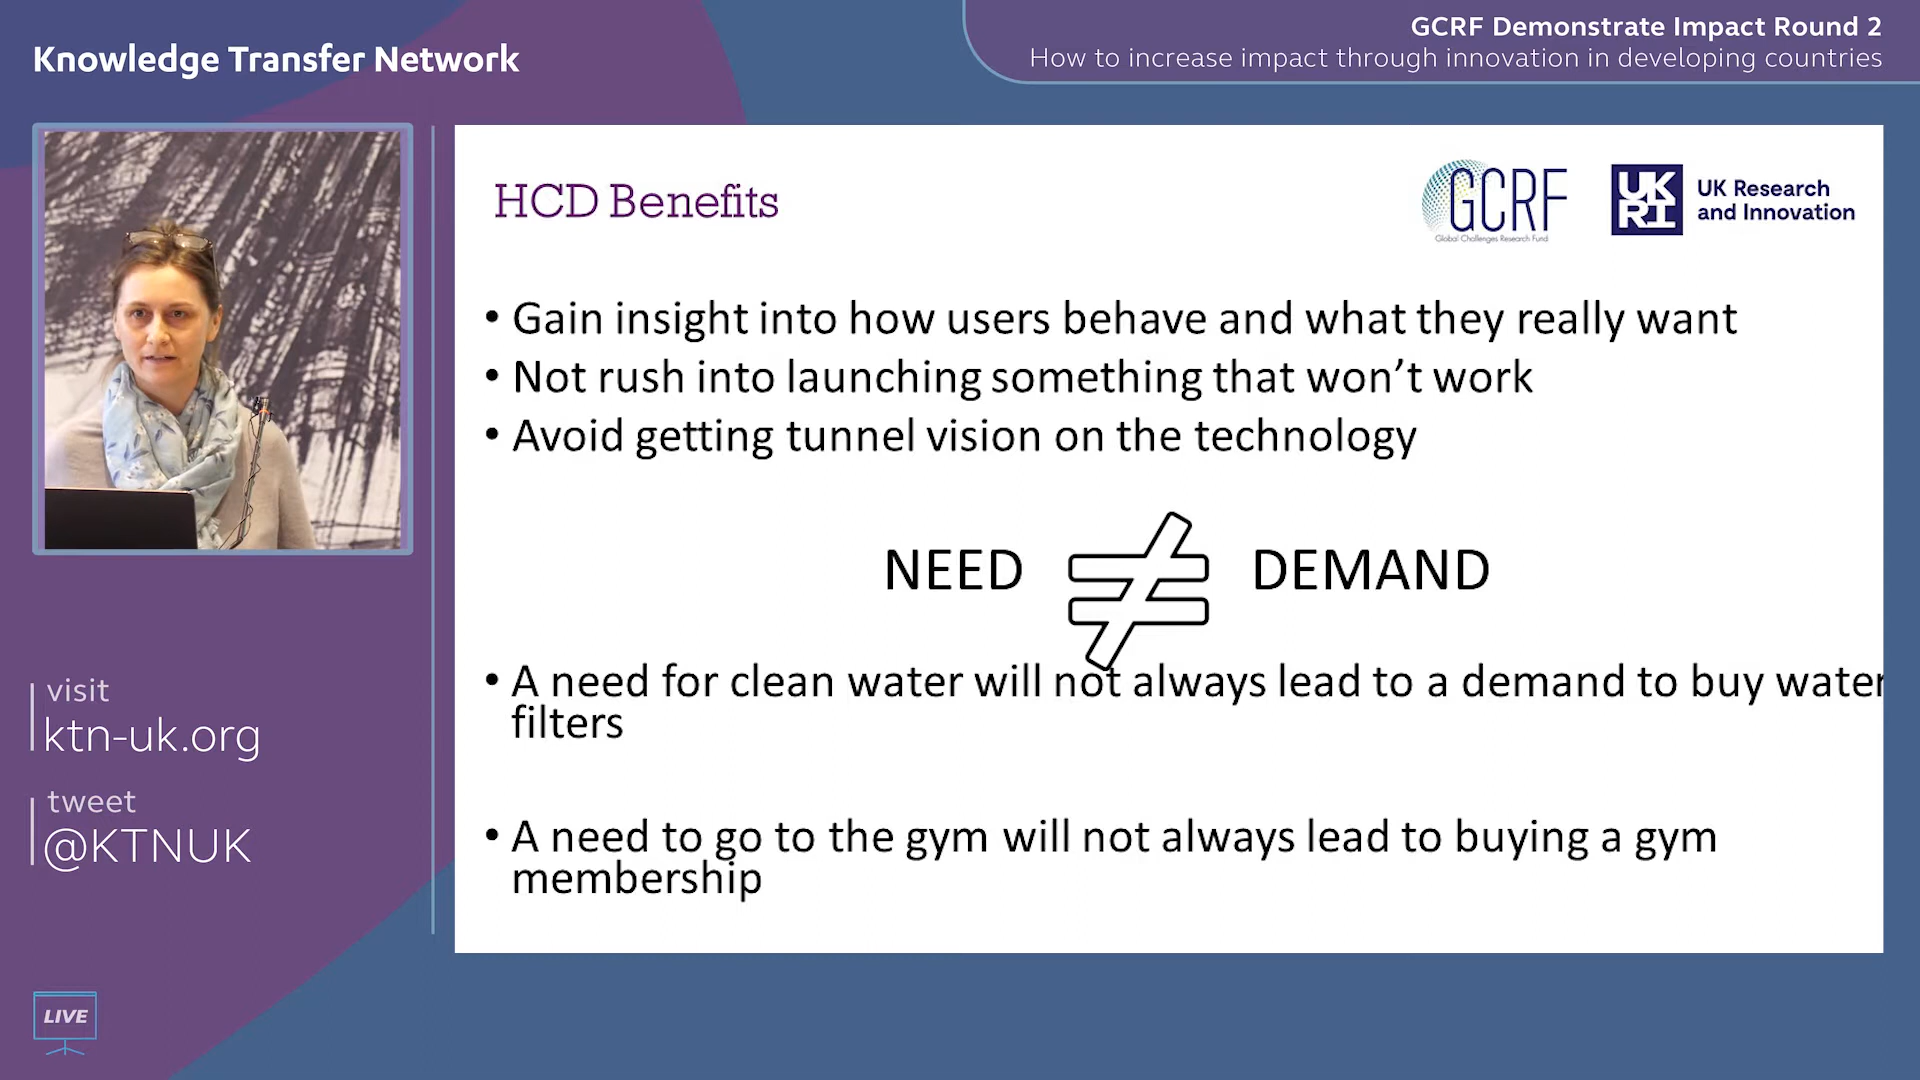 Knowledge Transfer Network
GCRF Demonstrate Impact Round 2
How to increase impact through innovation in developing countries
HCD Benefits
GCRF
Global Challenges Research Fund
UK
RI
UK Research
and Innovation
• Gain insight into how users behave and what they really want
• Not rush into launching something that won’t work
• Avoid getting tunnel vision on the technology
NEED ≠ DEMAND
• A need for clean water will not always lead to a demand to buy water
filters
• A need to go to the gym will not always lead to buying a gym
membership
visit
ktn-uk.org
tweet
@KTNUK
LIVE